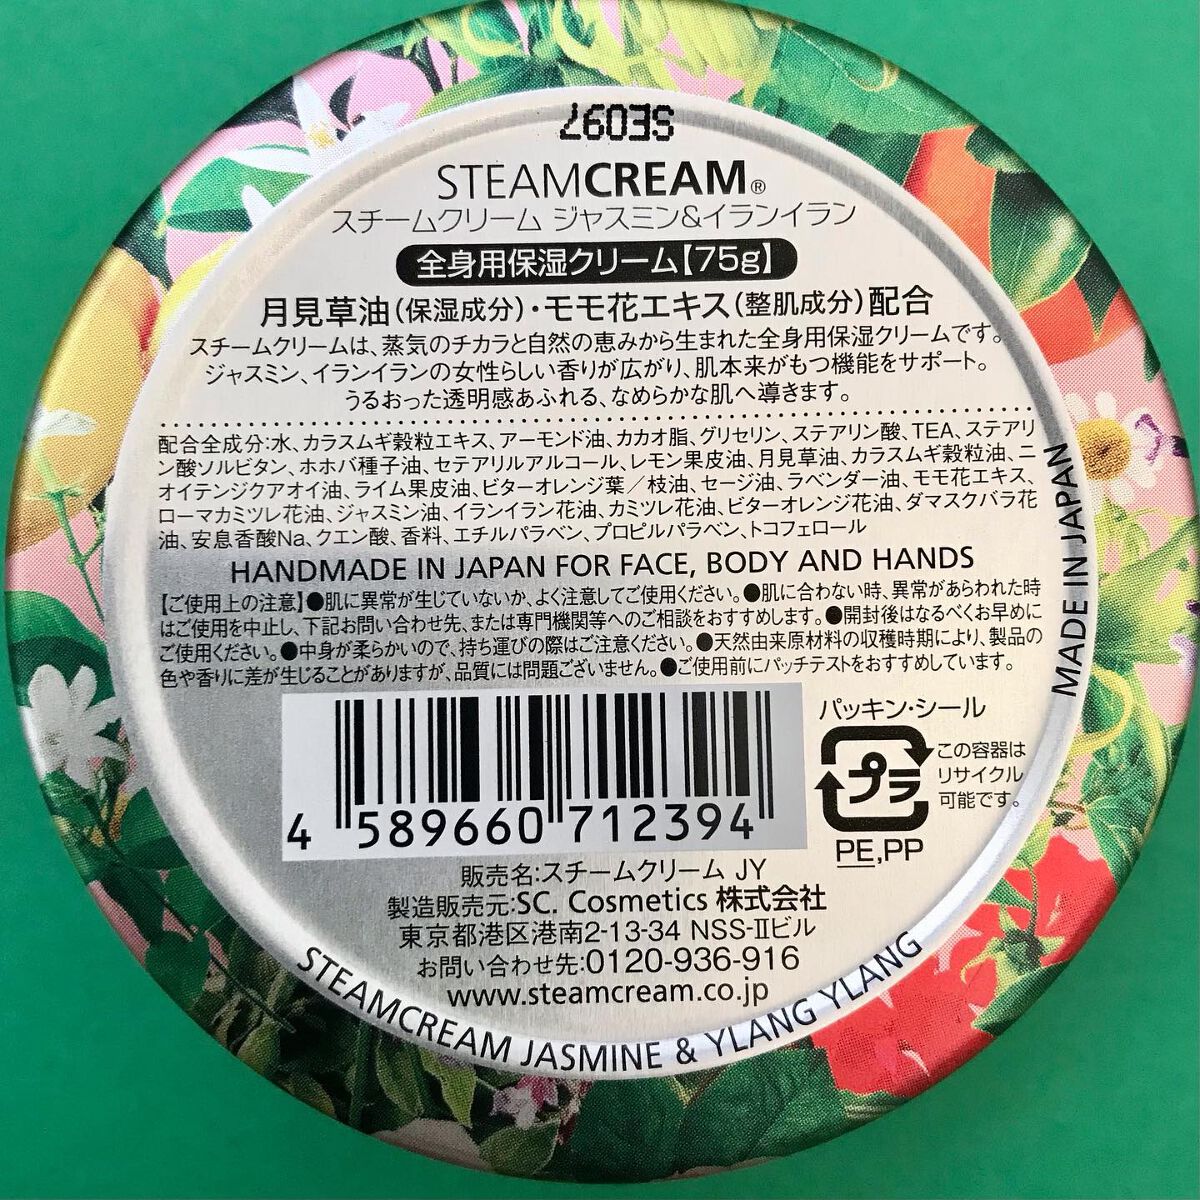 SE097
STEAMCREAM®
スチームクリーム ジャスミン&イランイラン
全身用保湿クリーム【75g】
月見草油(保湿成分)・モモ花エキス(整肌成分)配合
スチームクリームは、蒸気のチカラと自然の恵みから生まれた全身用保湿クリームです。
ジャスミン、イランイランの女性らしい香りが広がり、肌本来がもつ機能をサポート。
うるおった透明感あふれる、なめらかな肌へ導きます。
配合全成分:水、カラスムギ穀粒エキス、アーモンド油、カカオ脂、グリセリン、ステアリン酸、TEA、ステアリ
ン酸ソルビタン、ホホバ種子油、セテアリルアルコール、レモン果皮油、月見草油、カラスムギ穀粒油、ニ
オイテンジクアオイ油、ライム果皮油、ビターオレンジ葉/枝油、セージ油、ラベンダー油、モモ花エキス、
ローマカミツレ花油、ジャスミン油、イランイラン花油、カミツレ花油、ビターオレンジ花油、ダマスクバラ花
油、安息香酸Na、クエン酸、香料、エチルパラベン、プロピルパラベン、トコフェロール
HANDMADE IN JAPAN FOR FACE, BODY AND HANDS
【ご使用上の注意】●肌に異常が生じていないか、よく注意してご使用ください。●肌に合わない時、異常があらわれた時
はご使用を中止し、下記お問い合わせ先、または専門機関等へのご相談をおすすめします。●開封後はなるべくお早めに
ご使用ください。●中身が柔らかいので、持ち運びの際はご注意ください。●天然由来原材料の収穫時期により、製品の
色や香りに差が生じることがありますが、品質には問題ございません。●ご使用前にパッチテストをおすすめしています。
MADE IN JAPAN
4 589660 712394
パッキン・シール
プラ
この容器は
リサイクル
可能です。
PE,PP
販売名:スチームクリーム JY
製造販売元:SC. Cosmetics 株式会社
東京都港区港南2-13-34 NSS-Ⅱビル
お問い合わせ先:0120-936-916
www.steamcream.co.jp
STEAMCREAM JASMINE & YLANG YLANG